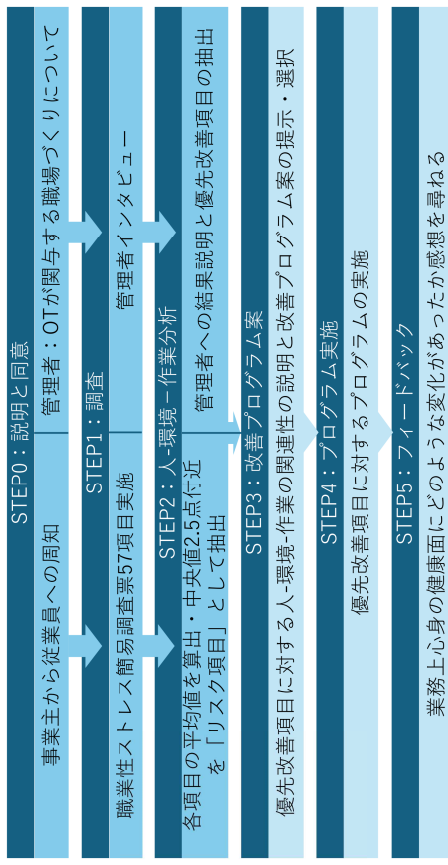 STEP0：説明と同意
事業主から従業員への周知
管理者：OTが関与する職場づくりについて
STEP1：調査
職業性ストレス簡易調査票57項目実施
管理者インタビュー
STEP2：人-環境－作業分析
各項目の平均値を算出・中央値2.5点付近
を「リスク項目」として抽出
管理者への結果説明と優先改善項目の抽出
STEP3：改善プログラム案
優先改善項目に対する人-環境-作業の関連性の説明と改善プログラム案の提示・選択
STEP4：プログラム実施
優先改善項目に対するプログラムの実施
STEP5：フィードバック
業務上心身の健康面にどのような変化があったか感想を尋ねる